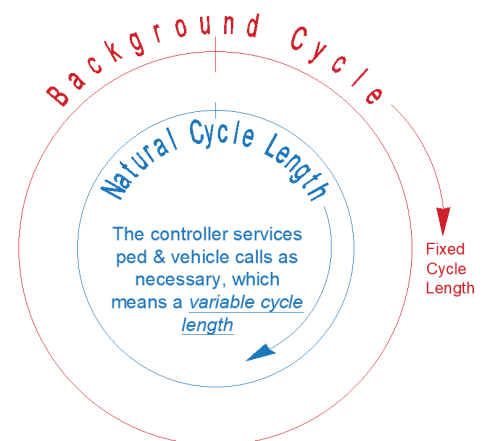 Background Cycle
Natural Cycle Length
The controller services
ped & vehicle calls as
necessary, which
means a variable cycle
length
Fixed
Cycle
Length